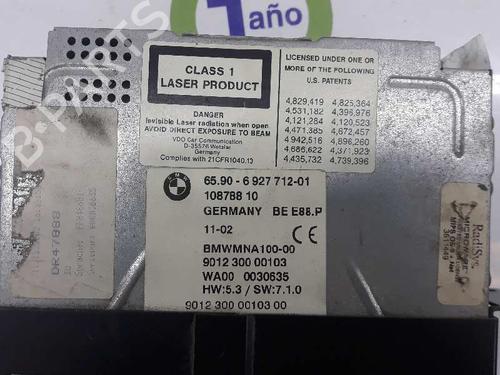 1 año
CLASS 1
LASER PRODUCT
DANGER
Invisible Laser radiation when open
AVOID DIRECT EXPOSURE TO BEAM
VDO Car Communication
D-35576 Wetzlar
Germany
Complies with 21CFR1040.10
LICENSED UNDER ONE OR
MORE OF THE FOLLOWING
U.S. PATENTS
4,829,419 4,825,364
4,531,182 4,396,976
4,121,284 4,120,523
4,471,385 4,672,457
4,942,516 4,896,260
4,686,622 4,371,923
4,435,732 4,739,396
65.90 - 6 927 712-01
108788 10
GERMANY BE E88.P
11-02
BMWMNA100-00
9012 300 00103
WA00 0030635
HW:5.3 / SW:7.1.0
9012 300 00103 00
B-PARTS
DR47888
RadiSys
MICROWARE